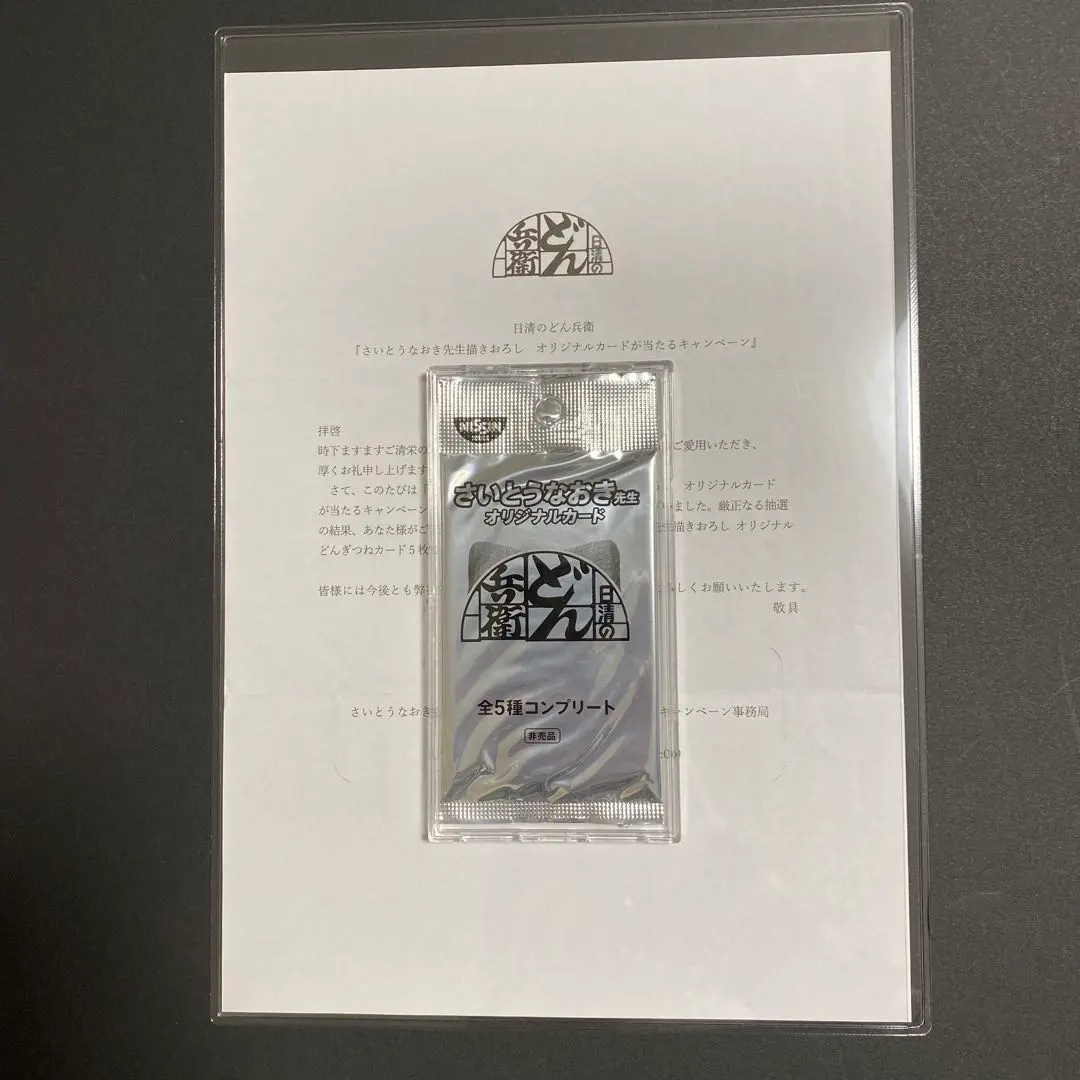 日清の
どん
兵衛
日清のどん兵衛
『さいとうなおき先生描きおろし　オリジナルカードが当たるキャンペーン』
拝啓
時下ますますご清栄の ご愛用いただき、
厚くお礼申し上げます
さて、このたびは『 オリジナルカード
が当たるキャンペーン いました。厳正なる抽選
の結果、あなた様がご 生描きおろし オリジナル
どんぎつねカード５枚
皆様には今後とも弊 しくお願いいたします。
敬具
さいとうなおき キャンペーン事務局
NISSIN
さいとうなおき先生
オリジナルカード
日清の
どん
兵衛
全5種コンプリート
非売品